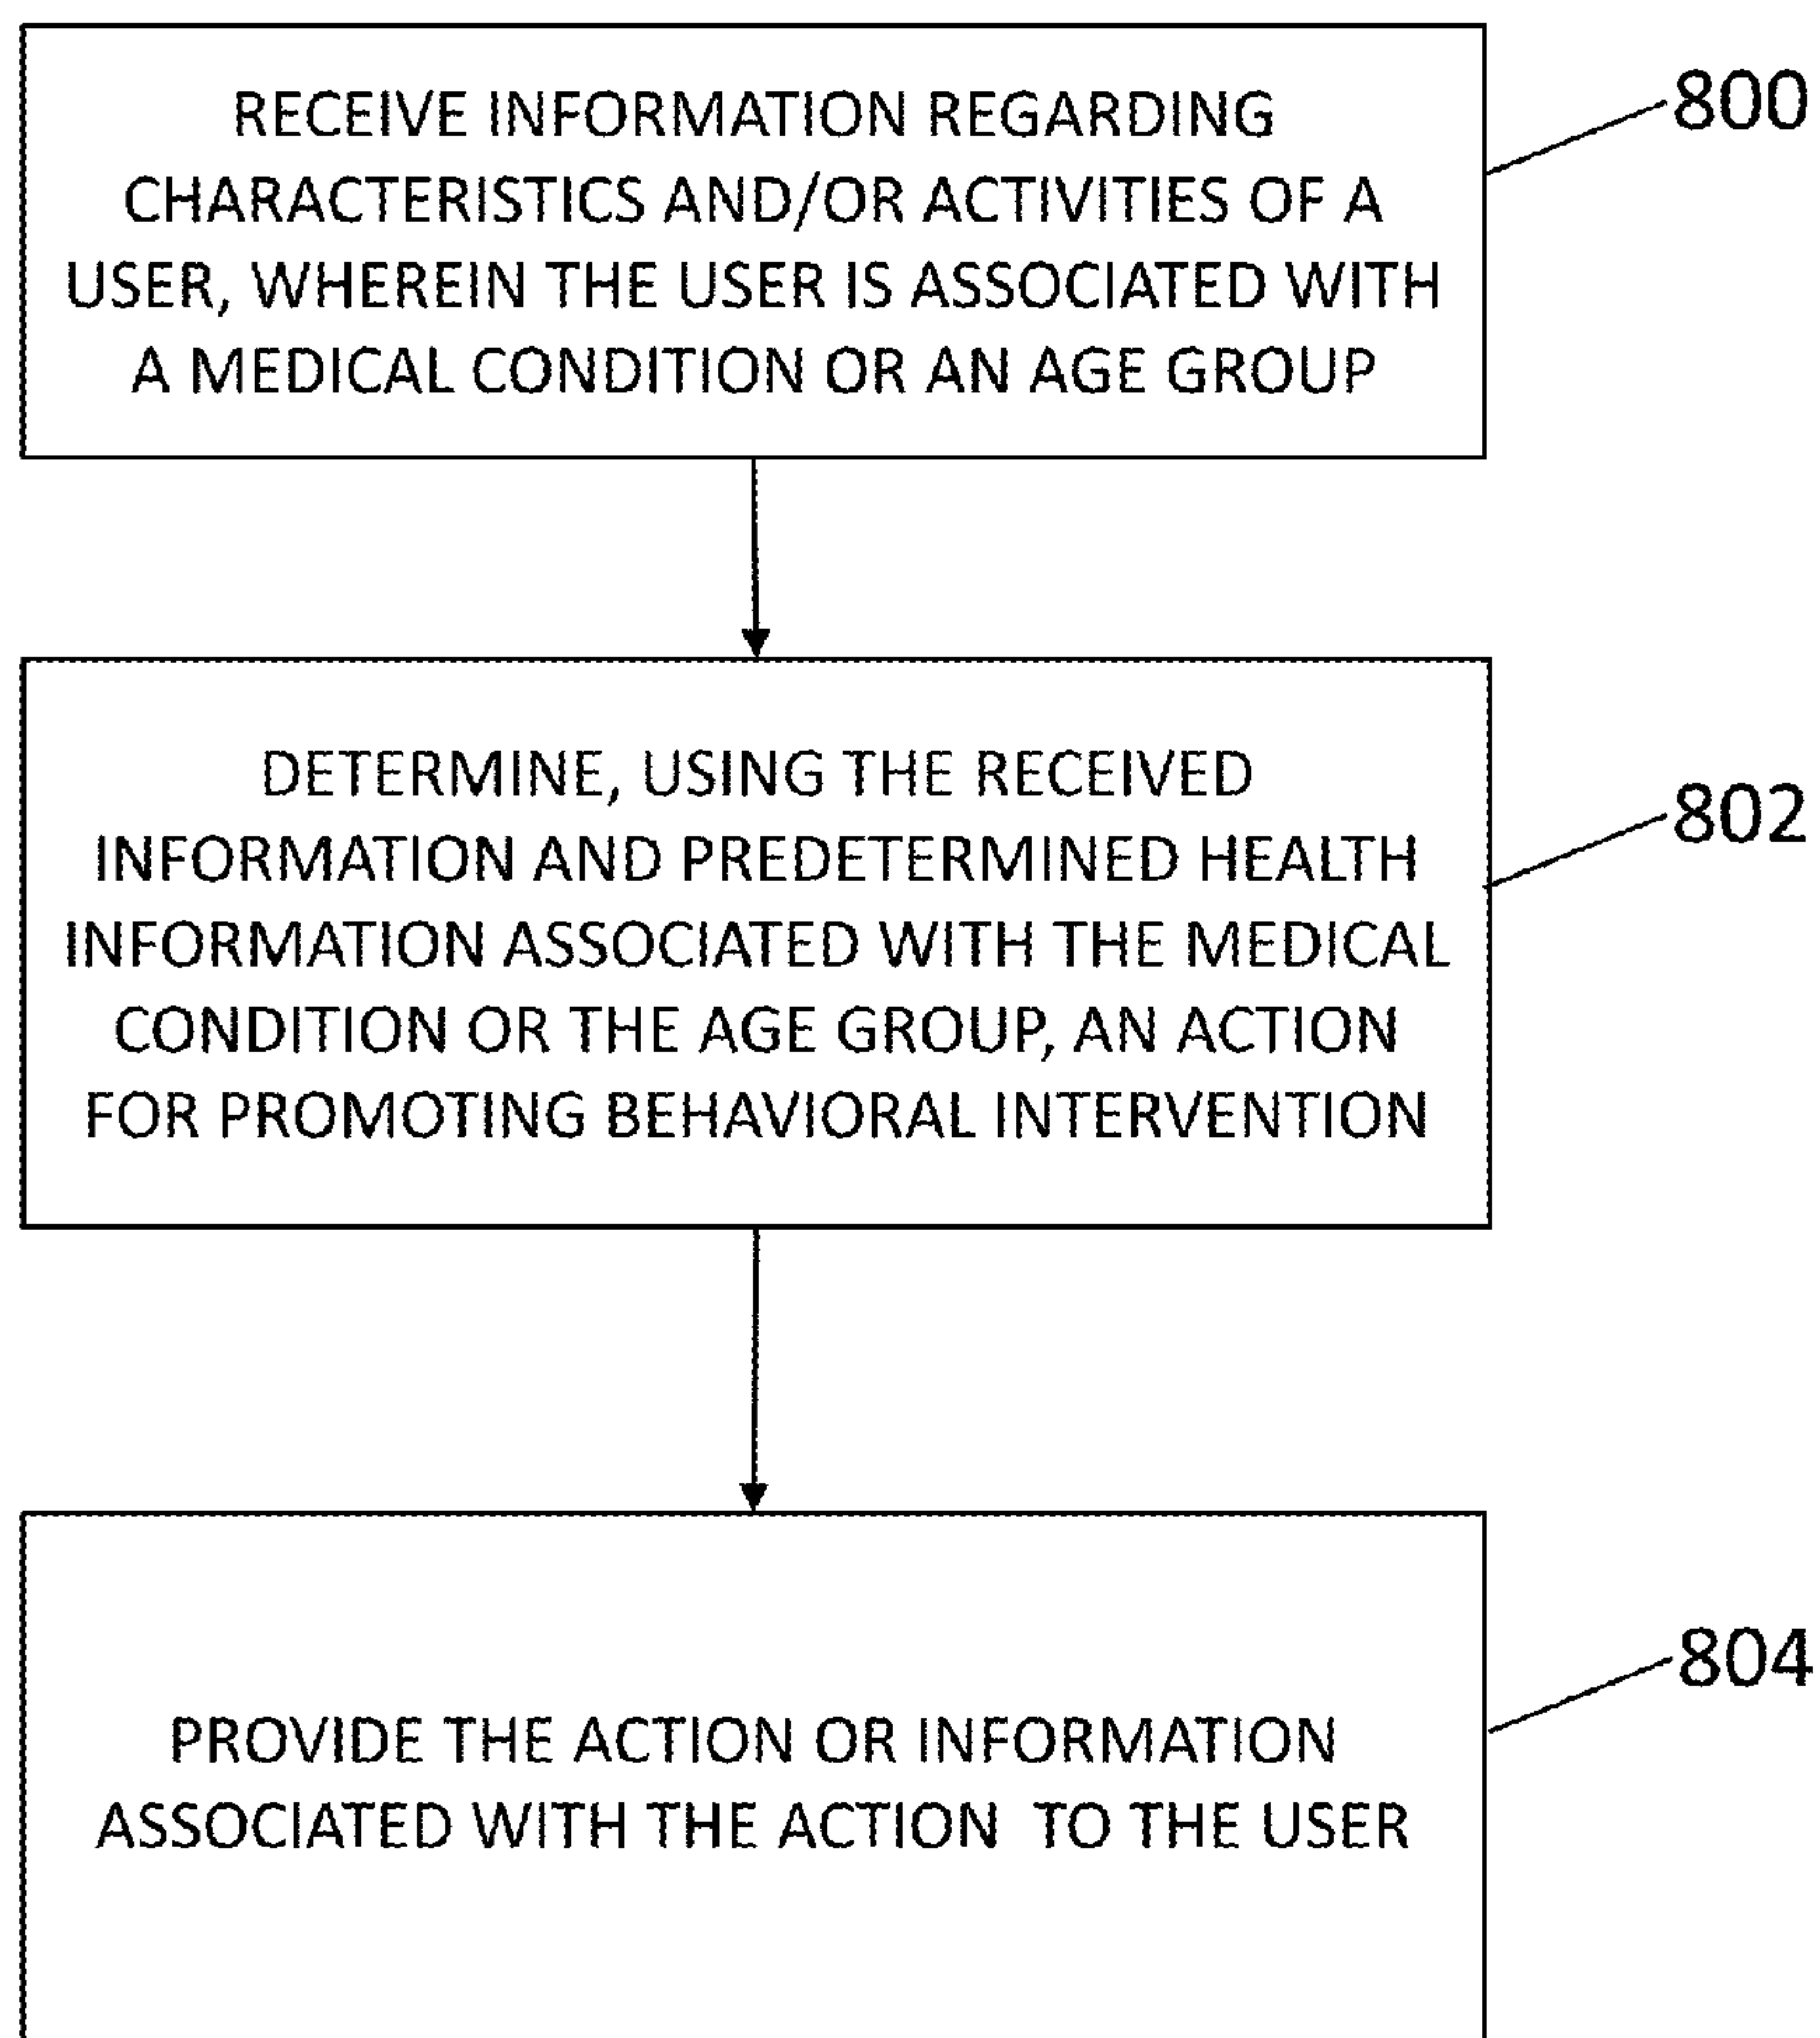 RECEIVE INFORMATION REGARDING
CHARACTERISTICS AND/OR ACTIVITIES OF A
USER, WHEREIN THE USER IS ASSOCIATED WITH
A MEDICAL CONDITION OR AN AGE GROUP
800
DETERMINE, USING THE RECEIVED
INFORMATION AND PREDETERMINED HEALTH
INFORMATION ASSOCIATED WITH THE MEDICAL
CONDITION OR THE AGE GROUP, AN ACTION
FOR PROMOTING BEHAVIORAL INTERVENTION
802
PROVIDE THE ACTION OR INFORMATION
ASSOCIATED WITH THE ACTION TO THE USER
804